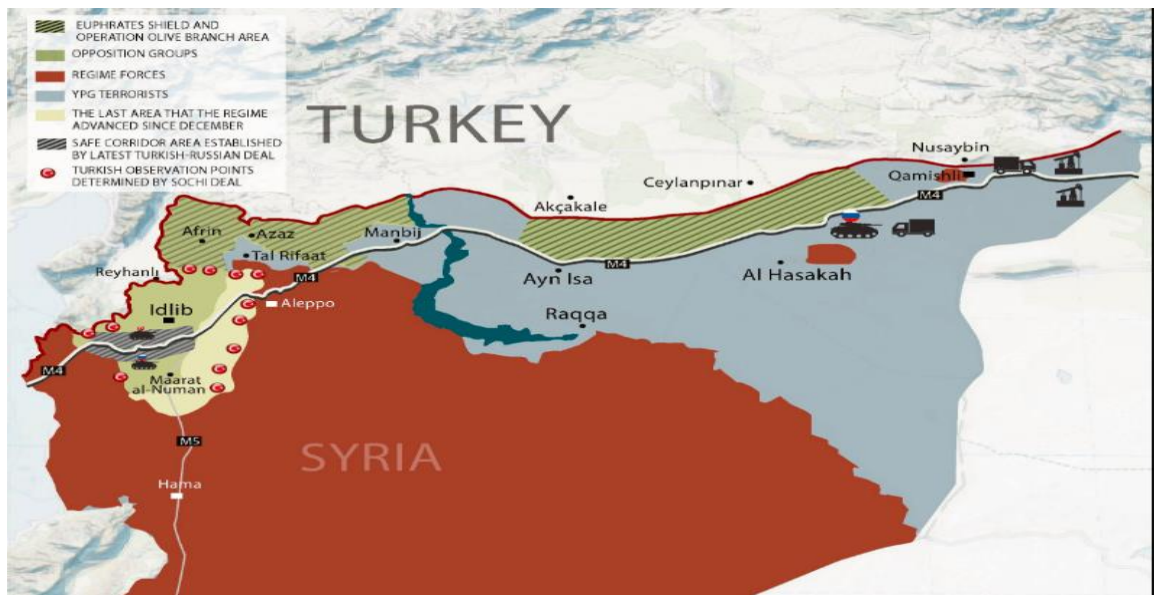 EUPHRATES SHIELD AND
OPERATION OLIVE BRANCH AREA
OPPOSITION GROUPS
REGIME FORCES
YPG TERRORISTS
THE LAST AREA THAT THE REGIME
ADVANCED SINCE DECEMBER
SAFE CORRIDOR AREA ESTABLISHED
BY LATEST TURKISH-RUSSIAN DEAL
TURKISH OBSERVATION POINTS
DETERMINED BY SOCHI DEAL
TURKEY
Nusaybin
Qamishli
Ceylanpınar
M4
Akçakale
Afrin
Azaz
Manbij
Tal Rifaat
M4
M4
Reyhanlı
Ayn Isa
Al Hasakah
Idlib
Aleppo
Raqqa
M4
Maarat
al-Numan
M5
SYRIA
Hama